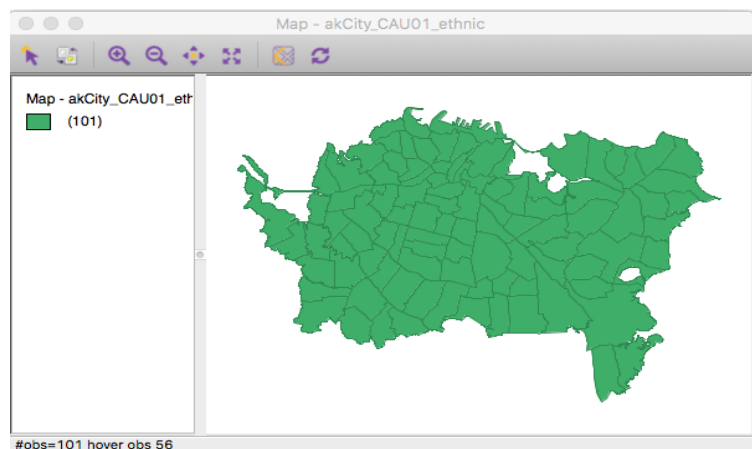 Map - akCity_CAU01_ethnic
Map - akCity_CAU01_eth
(101)
#obs=101 hover obs 56